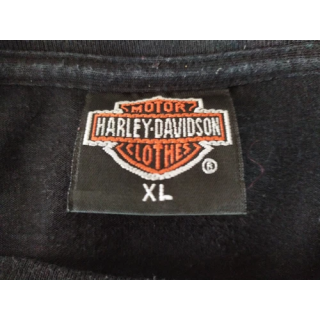 MOTOR
HARLEY-DAVIDSON
CLOTHES
®
XL